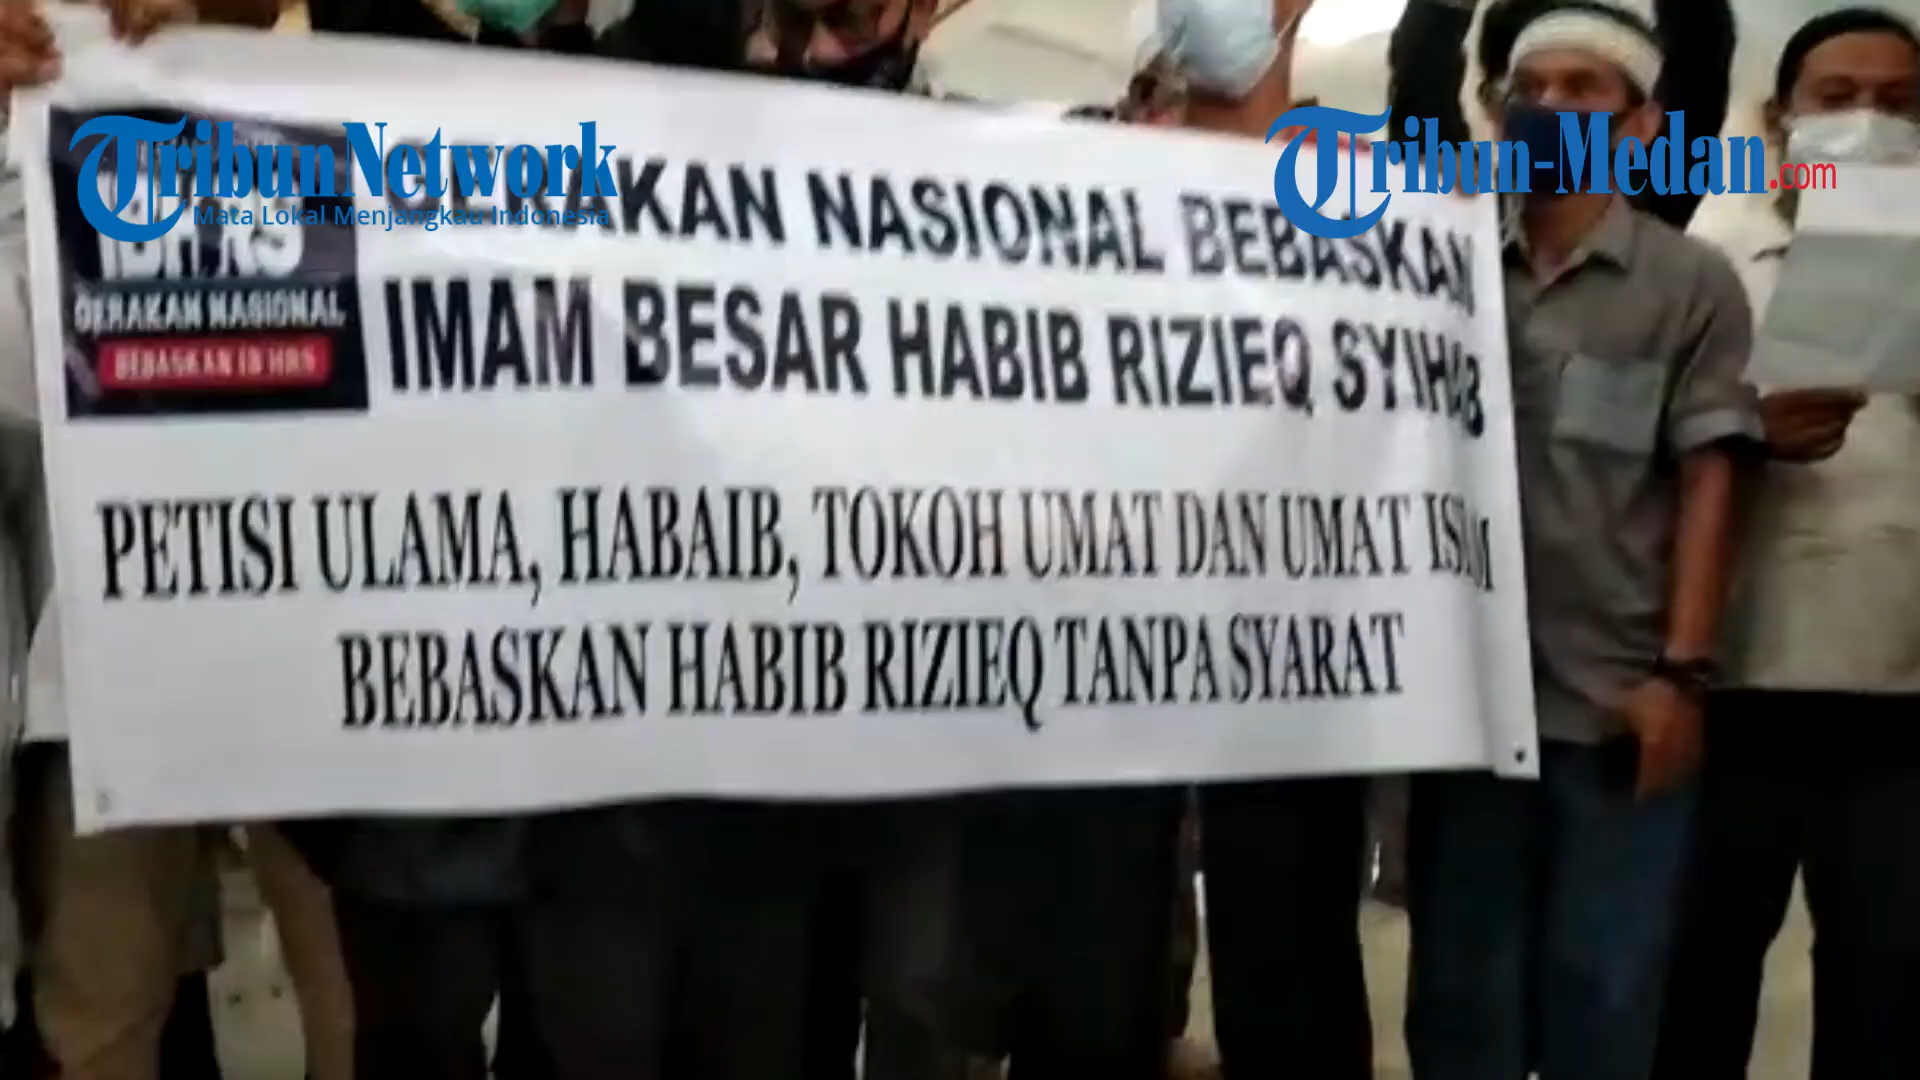 TribunNetwork
Mata Lokal Menjangkau Indonesia
Tribun-Medan.com
GERAKAN NASIONAL BEBASKAN
IMAM BESAR HABIB RIZIEQ SYIHAB
GERAKAN NASIONAL
BEBASKAN IB HRS
PETISI ULAMA, HABAIB, TOKOH UMAT DAN UMAT ISLAM
BEBASKAN HABIB RIZIEQ TANPA SYARAT